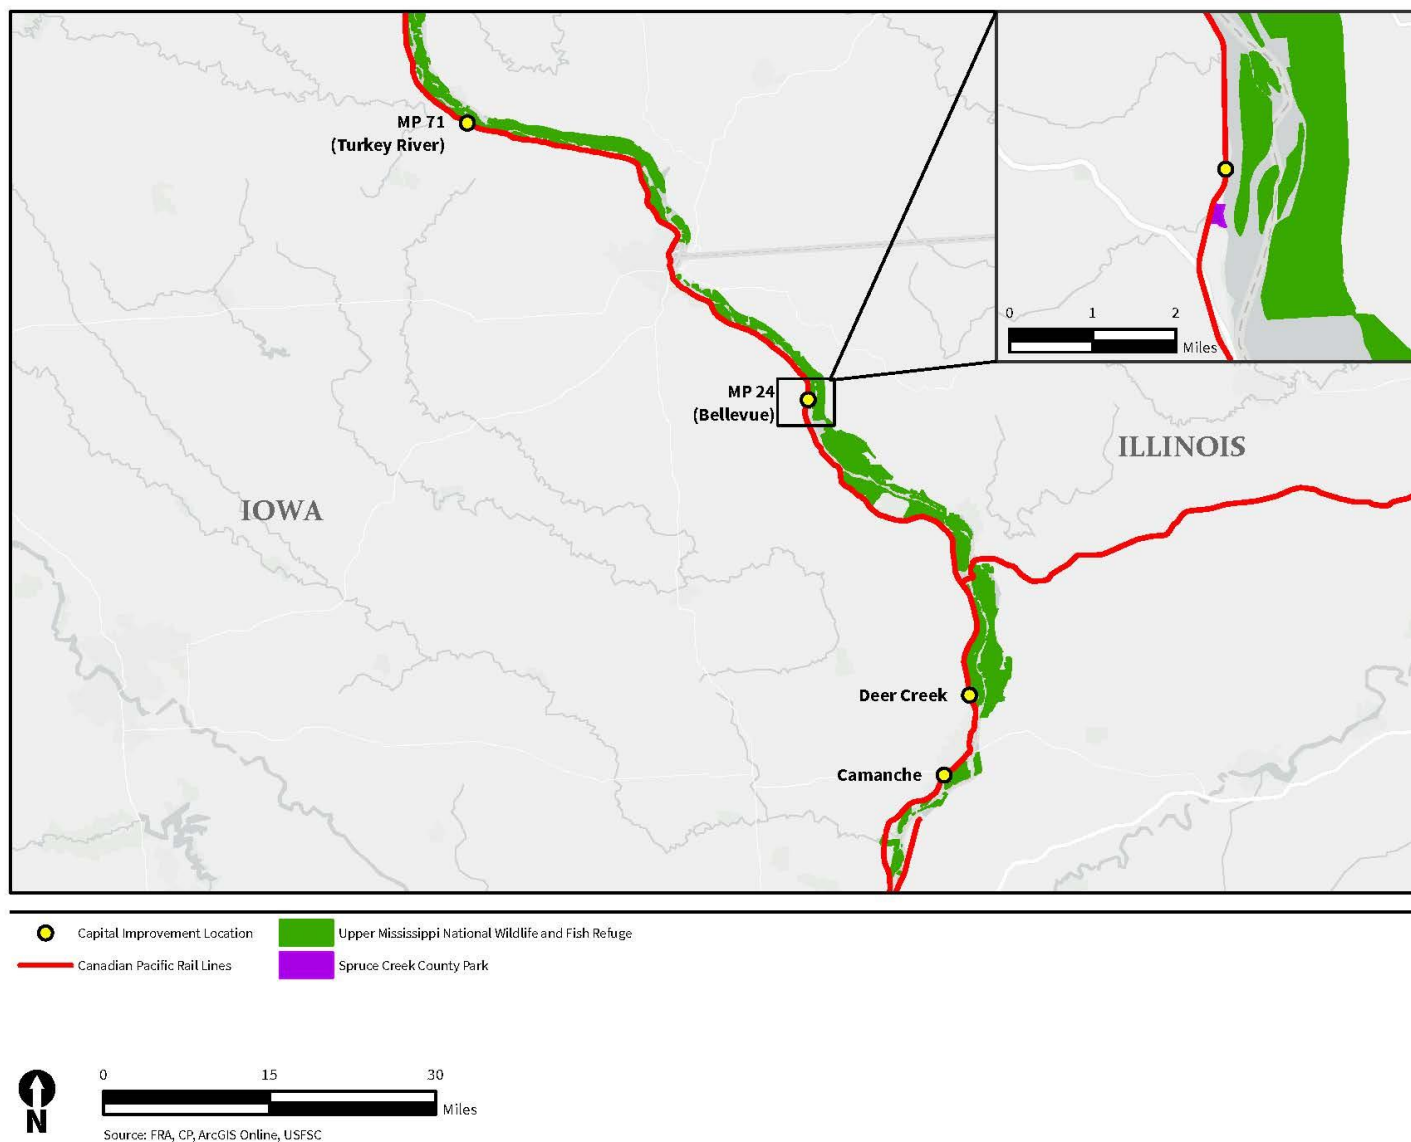 MP 71
(Turkey River)
0 1 2
Miles
MP 24
(Bellevue)
ILLINOIS
IOWA
Deer Creek
Camanche
Capital Improvement Location
Upper Mississippi National Wildlife and Fish Refuge
Canadian Pacific Rail Lines
Spruce Creek County Park
N
0 15 30
Miles
Source: FRA, CP, ArcGIS Online, USFSC